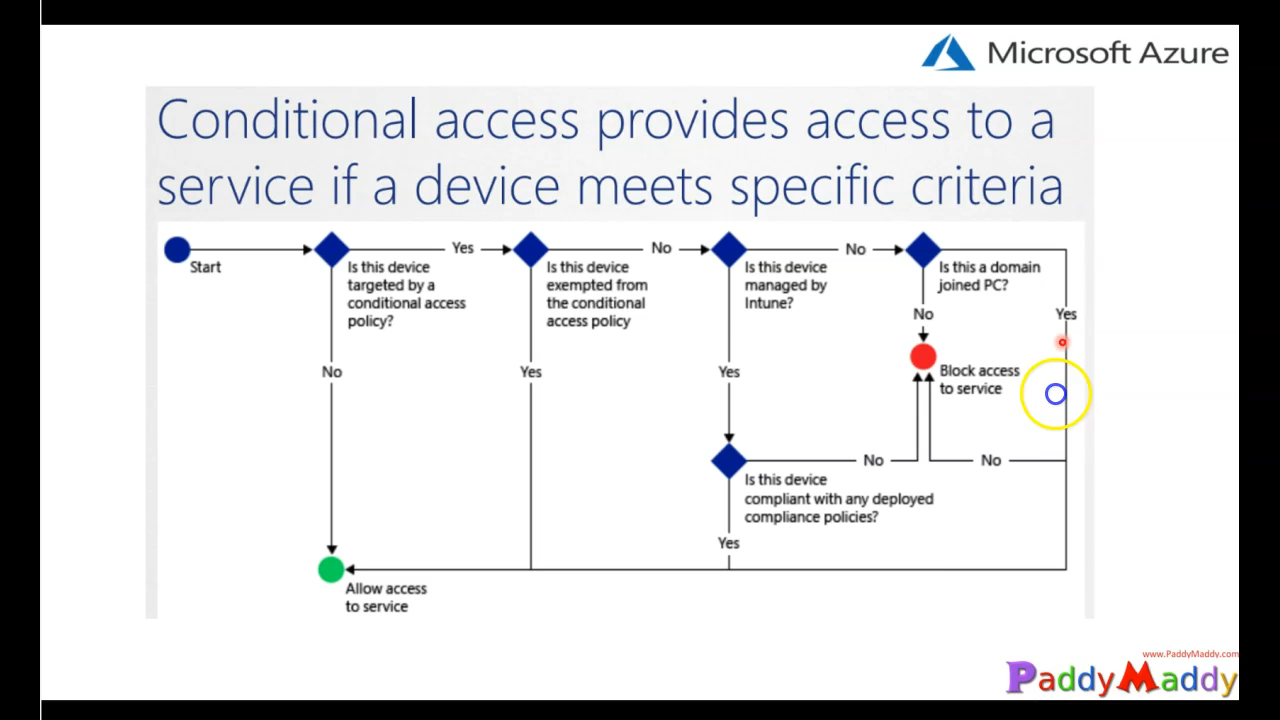 Microsoft Azure
Conditional access provides access to a
service if a device meets specific criteria
Start
Yes
No
No
Is this device
targeted by a
conditional access
policy?
Is this device
exempted from
the conditional
access policy
Is this device
managed by
Intune?
Is this a domain
joined PC?
No
Yes
No
Yes
Yes
Block access
to service
No
No
Is this device
compliant with any deployed
compliance policies?
Yes
Allow access
to service
www.PaddyMaddy.com
PaddyMaddy